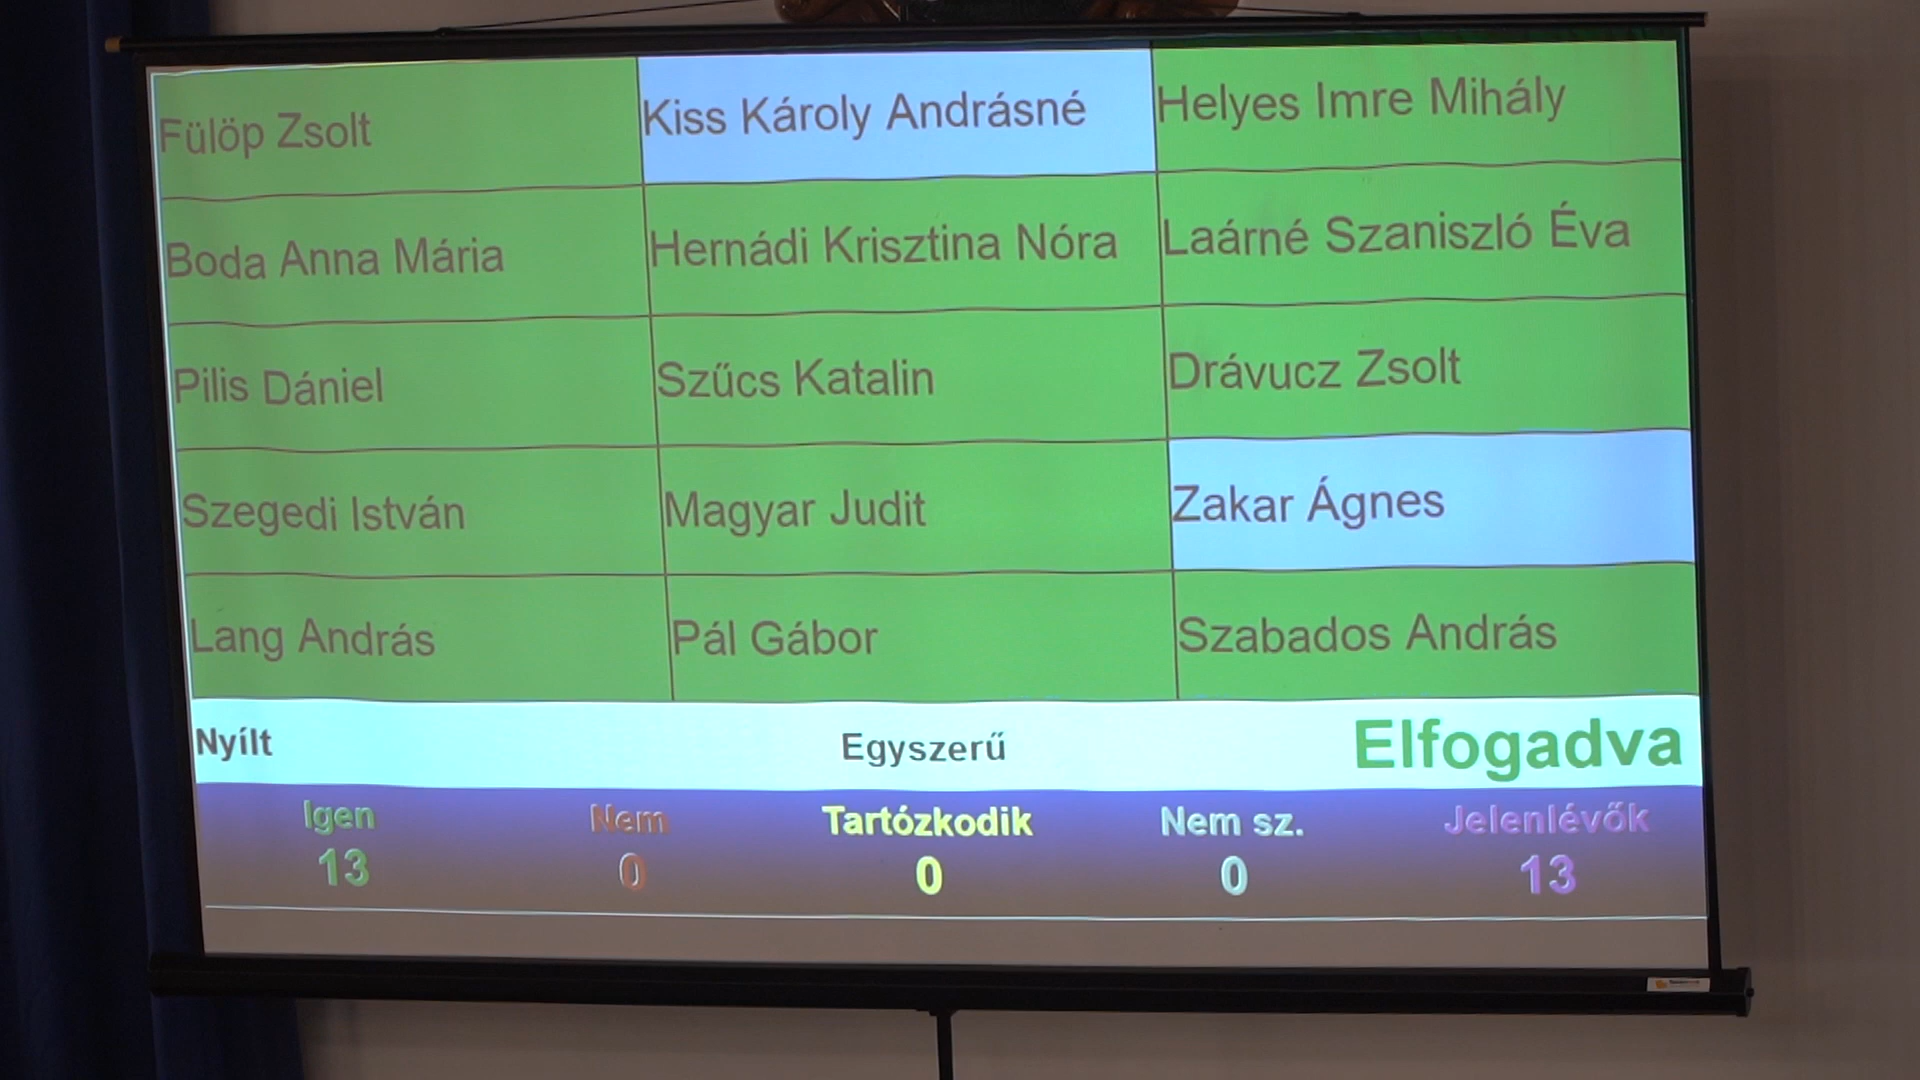 Fülöp Zsolt Kiss Károly Andrásné Helyes Imre Mihály
Boda Anna Mária Hernádi Krisztina Nóra Laárné Szaniszló Éva
Pilis Dániel Szűcs Katalin Drávucz Zsolt
Szegedi István Magyar Judit Zakar Ágnes
Lang András Pál Gábor Szabados András
Nyílt Egyszerű Elfogadva
Igen Nem Tartózkodik Nem sz. Jelenlévők
13 0 0 0 13